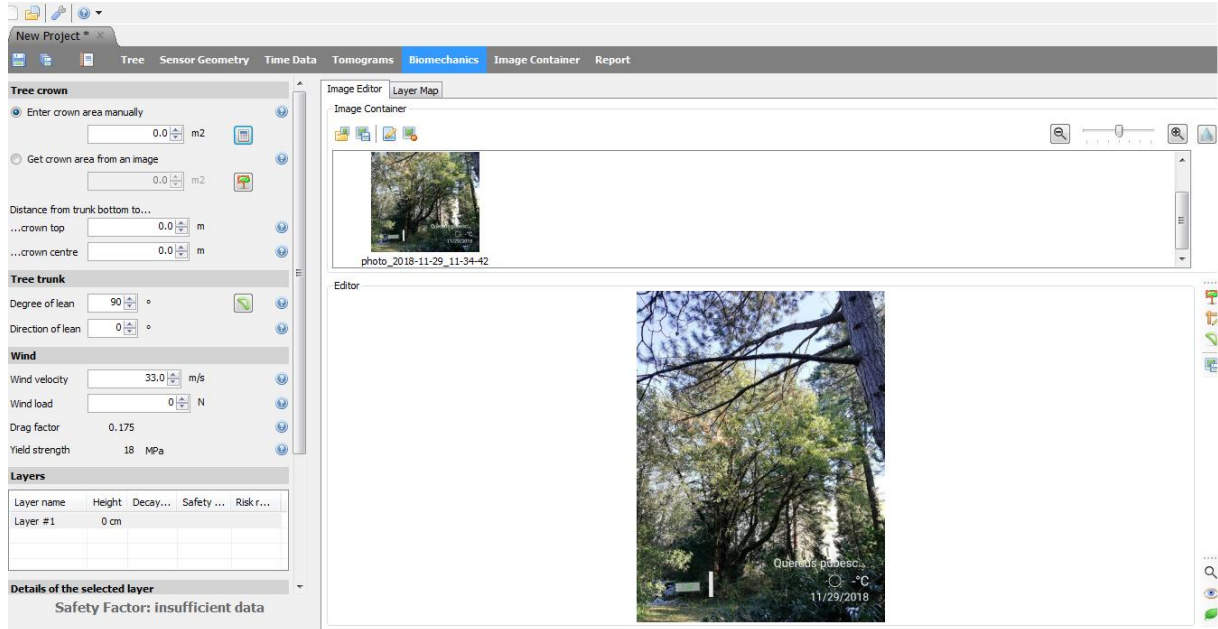 New Project *
Tree Sensor Geometry Time Data Tomograms Biomechanics Image Container Report
Tree crown
Enter crown area manually
0.0 m2
Get crown area from an image
0.0 m2
Distance from trunk bottom to...
...crown top 0.0 m
...crown centre 0.0 m
Tree trunk
Degree of lean 90 °
Direction of lean 0 °
Wind
Wind velocity 33.0 m/s
Wind load 0 N
Drag factor 0.175
Yield strength 18 MPa
Layers
Layer name Height Decay... Safety ... Risk r...
Layer #1 0 cm
Details of the selected layer
Safety Factor: insufficient data
Image Editor Layer Map
Image Container
Quercus pubesc...
-°C
11/29/2018
photo_2018-11-29_11-34-42
Editor
Quercus pubesc...
-°C
11/29/2018